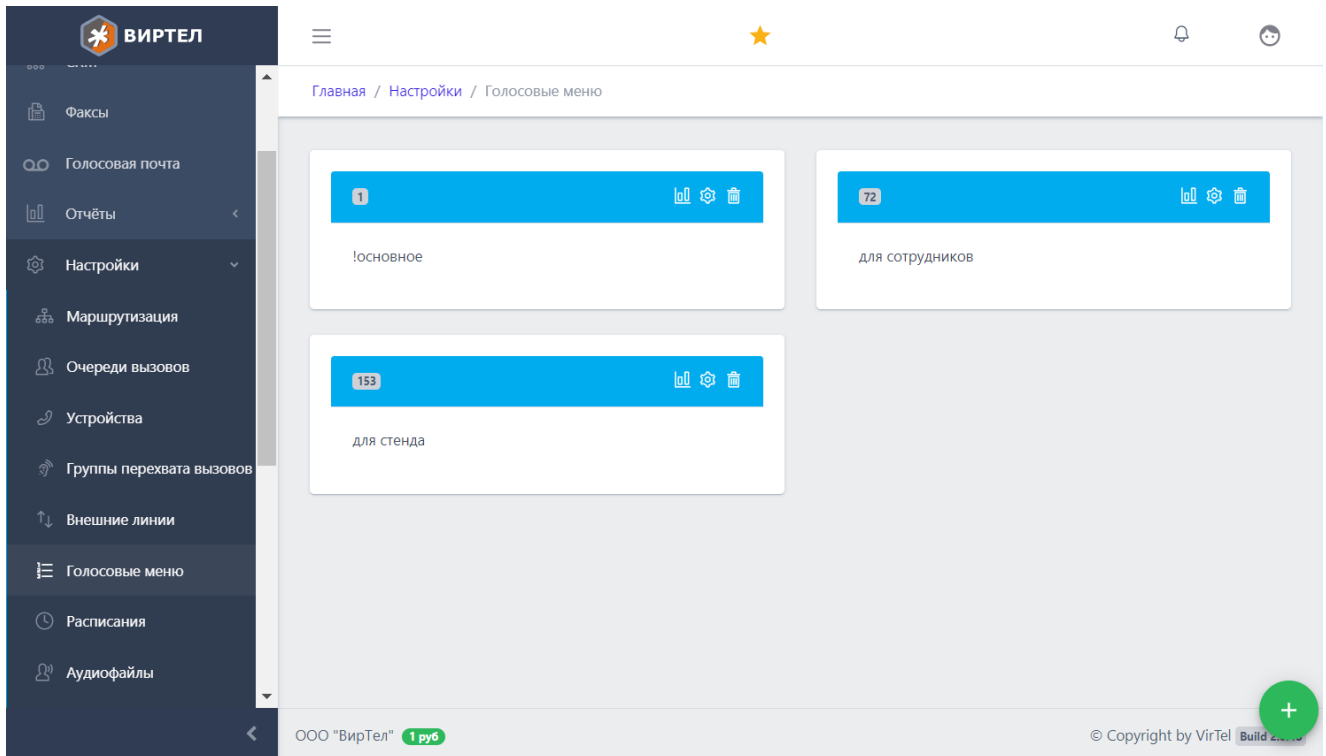 ВИРТЕЛ
Факсы
Голосовая почта
Отчёты
Настройки
Маршрутизация
Очереди вызовов
Устройства
Группы перехвата вызовов
Внешние линии
Голосовые меню
Расписания
Аудиофайлы
Главная / Настройки / Голосовые меню
1
!основное
72
для сотрудников
153
для стенда
ООО "ВирТел" 1 руб
© Copyright by VirTel Build